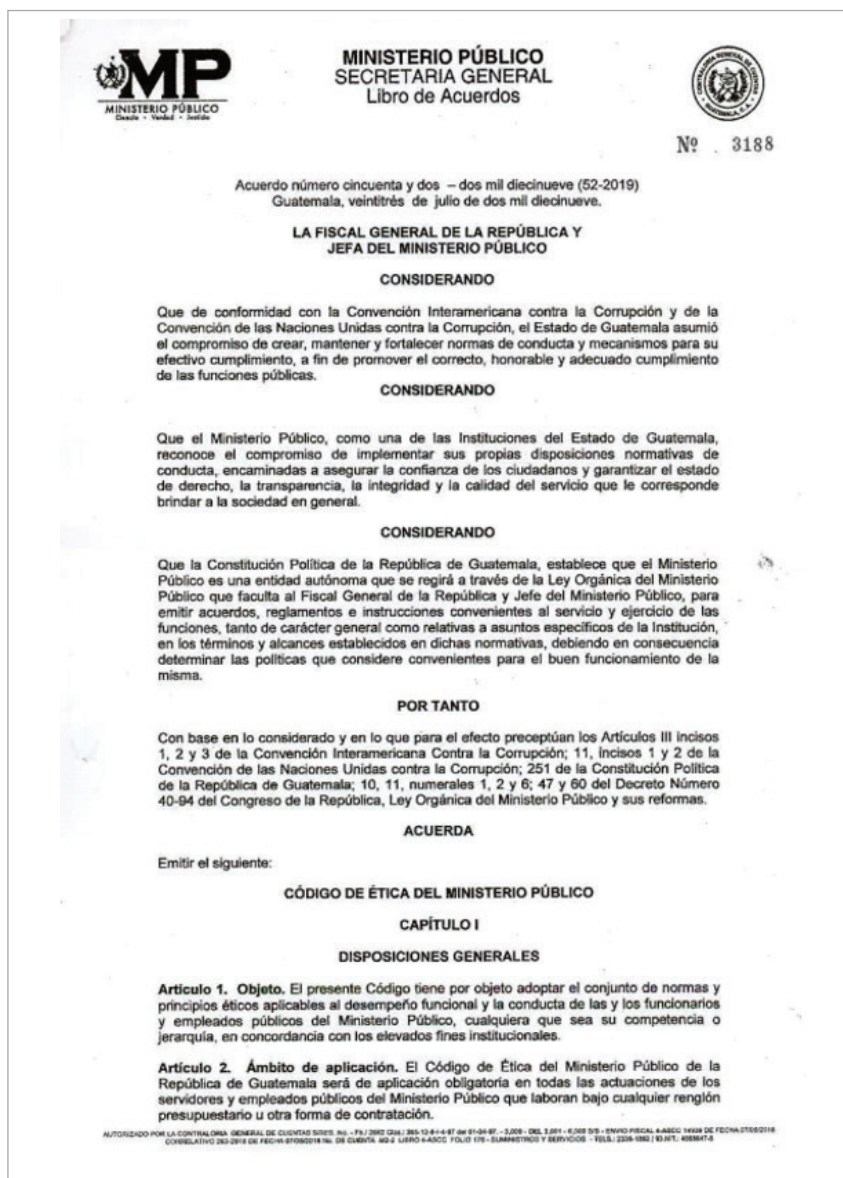 MP
MINISTERIO PÚBLICO
Ciencia • Verdad • Justicia
MINISTERIO PÚBLICO
SECRETARIA GENERAL
Libro de Acuerdos
CONTRALORIA GENERAL DE CUENTAS
GUATEMALA, C. A.
Nº . 3188
Acuerdo número cincuenta y dos – dos mil diecinueve (52-2019)
Guatemala, veintitrés de julio de dos mil diecinueve.
LA FISCAL GENERAL DE LA REPÚBLICA Y
JEFA DEL MINISTERIO PÚBLICO
CONSIDERANDO
Que de conformidad con la Convención Interamericana contra la Corrupción y de la
Convención de las Naciones Unidas contra la Corrupción, el Estado de Guatemala asumió
el compromiso de crear, mantener y fortalecer normas de conducta y mecanismos para su
efectivo cumplimiento, a fin de promover el correcto, honorable y adecuado cumplimiento
de las funciones públicas.
CONSIDERANDO
Que el Ministerio Público, como una de las Instituciones del Estado de Guatemala,
reconoce el compromiso de implementar sus propias disposiciones normativas de
conducta, encaminadas a asegurar la confianza de los ciudadanos y garantizar el estado
de derecho, la transparencia, la integridad y la calidad del servicio que le corresponde
brindar a la sociedad en general.
CONSIDERANDO
Que la Constitución Política de la República de Guatemala, establece que el Ministerio
Público es una entidad autónoma que se regirá a través de la Ley Orgánica del Ministerio
Público que faculta al Fiscal General de la República y Jefe del Ministerio Público, para
emitir acuerdos, reglamentos e instrucciones convenientes al servicio y ejercicio de las
funciones, tanto de carácter general como relativas a asuntos específicos de la Institución,
en los términos y alcances establecidos en dichas normativas, debiendo en consecuencia
determinar las políticas que considere convenientes para el buen funcionamiento de la
misma.
POR TANTO
Con base en lo considerado y en lo que para el efecto preceptúan los Artículos III incisos
1, 2 y 3 de la Convención Interamericana Contra la Corrupción; 11, incisos 1 y 2 de la
Convención de las Naciones Unidas contra la Corrupción; 251 de la Constitución Política
de la República de Guatemala; 10, 11, numerales 1, 2 y 6; 47 y 60 del Decreto Número
40-94 del Congreso de la República, Ley Orgánica del Ministerio Público y sus reformas.
ACUERDA
Emitir el siguiente:
CÓDIGO DE ÉTICA DEL MINISTERIO PÚBLICO
CAPÍTULO I
DISPOSICIONES GENERALES
Artículo 1. Objeto. El presente Código tiene por objeto adoptar el conjunto de normas y
principios éticos aplicables al desempeño funcional y la conducta de las y los funcionarios
y empleados públicos del Ministerio Público, cualquiera que sea su competencia o
jerarquía, en concordancia con los elevados fines institucionales.
Artículo 2. Ámbito de aplicación. El Código de Ética del Ministerio Público de la
República de Guatemala será de aplicación obligatoria en todas las actuaciones de los
servidores y empleados públicos del Ministerio Público que laboran bajo cualquier renglón
presupuestario u otra forma de contratación.
AUTORIZADO POR LA CONTRALORIA GENERAL DE CUENTAS